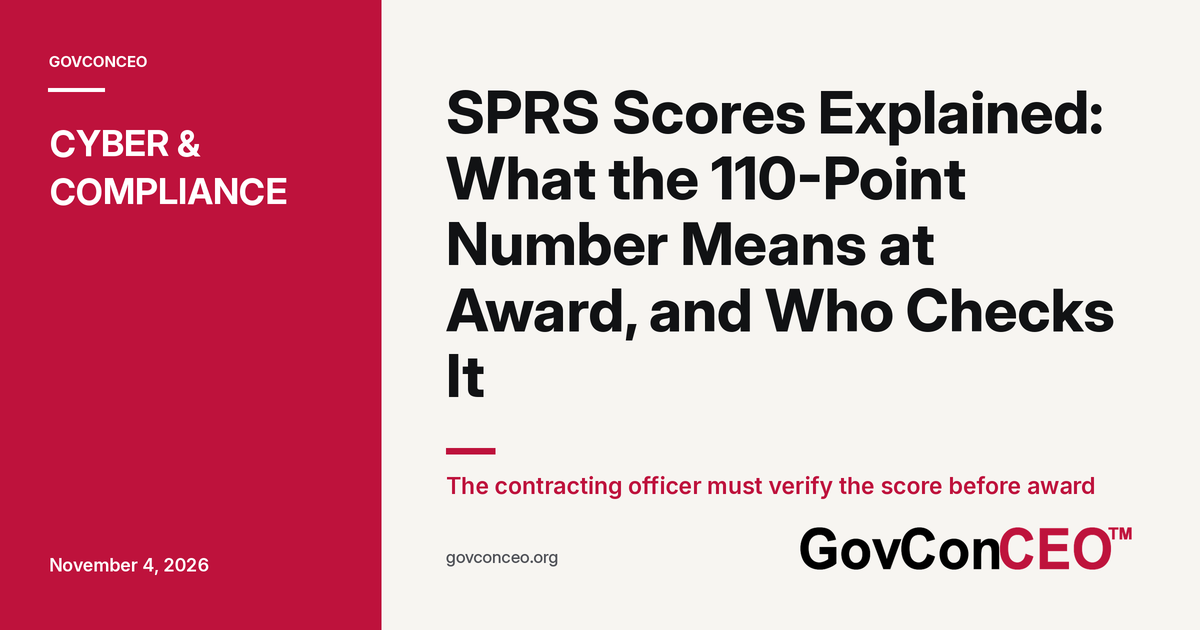 GOVCONCEO
CYBER &
COMPLIANCE
November 4, 2026
SPRS Scores Explained:
What the 110-Point
Number Means at
Award, and Who Checks
It
The contracting officer must verify the score before award
govconceo.org
GovConCEO™